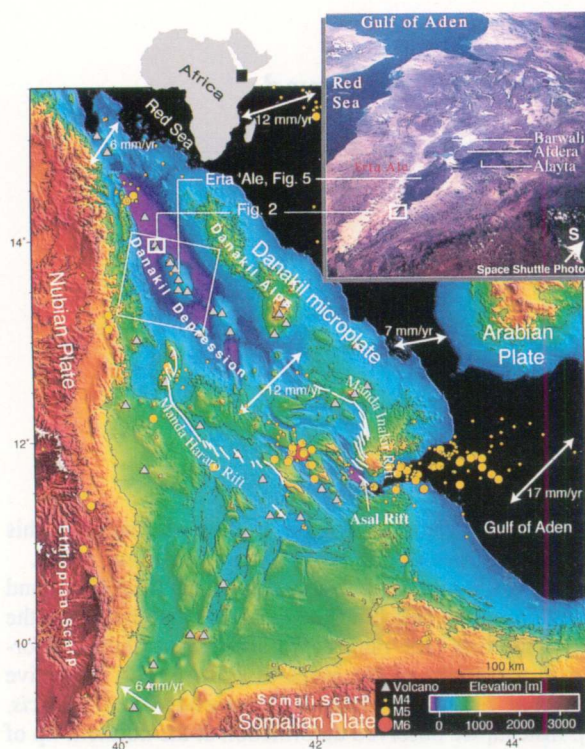 Africa
Gulf of Aden
Red
Sea
Barwali
Afdera
Alayta
Erta Ale
S
Space Shuttle Photo
Red Sea
12 mm/yr
6 mm/yr
Erta 'Ale, Fig. 5
Fig. 2
14°
Danakil Alps
Danakil microplate
Danakil Depression
Nubian Plate
7 mm/yr
Arabian
Plate
12 mm/yr
Manda Inakir Rift
Manda Hararo Rift
12°
17 mm/yr
Asal Rift
Gulf of Aden
Ethiopian Scarp
10°
100 km
6 mm/yr
Somali Scarp
Somalian Plate
Volcano
M4
M5
M6
Elevation [m]
0 1000 2000 3000
40°
42°
44°